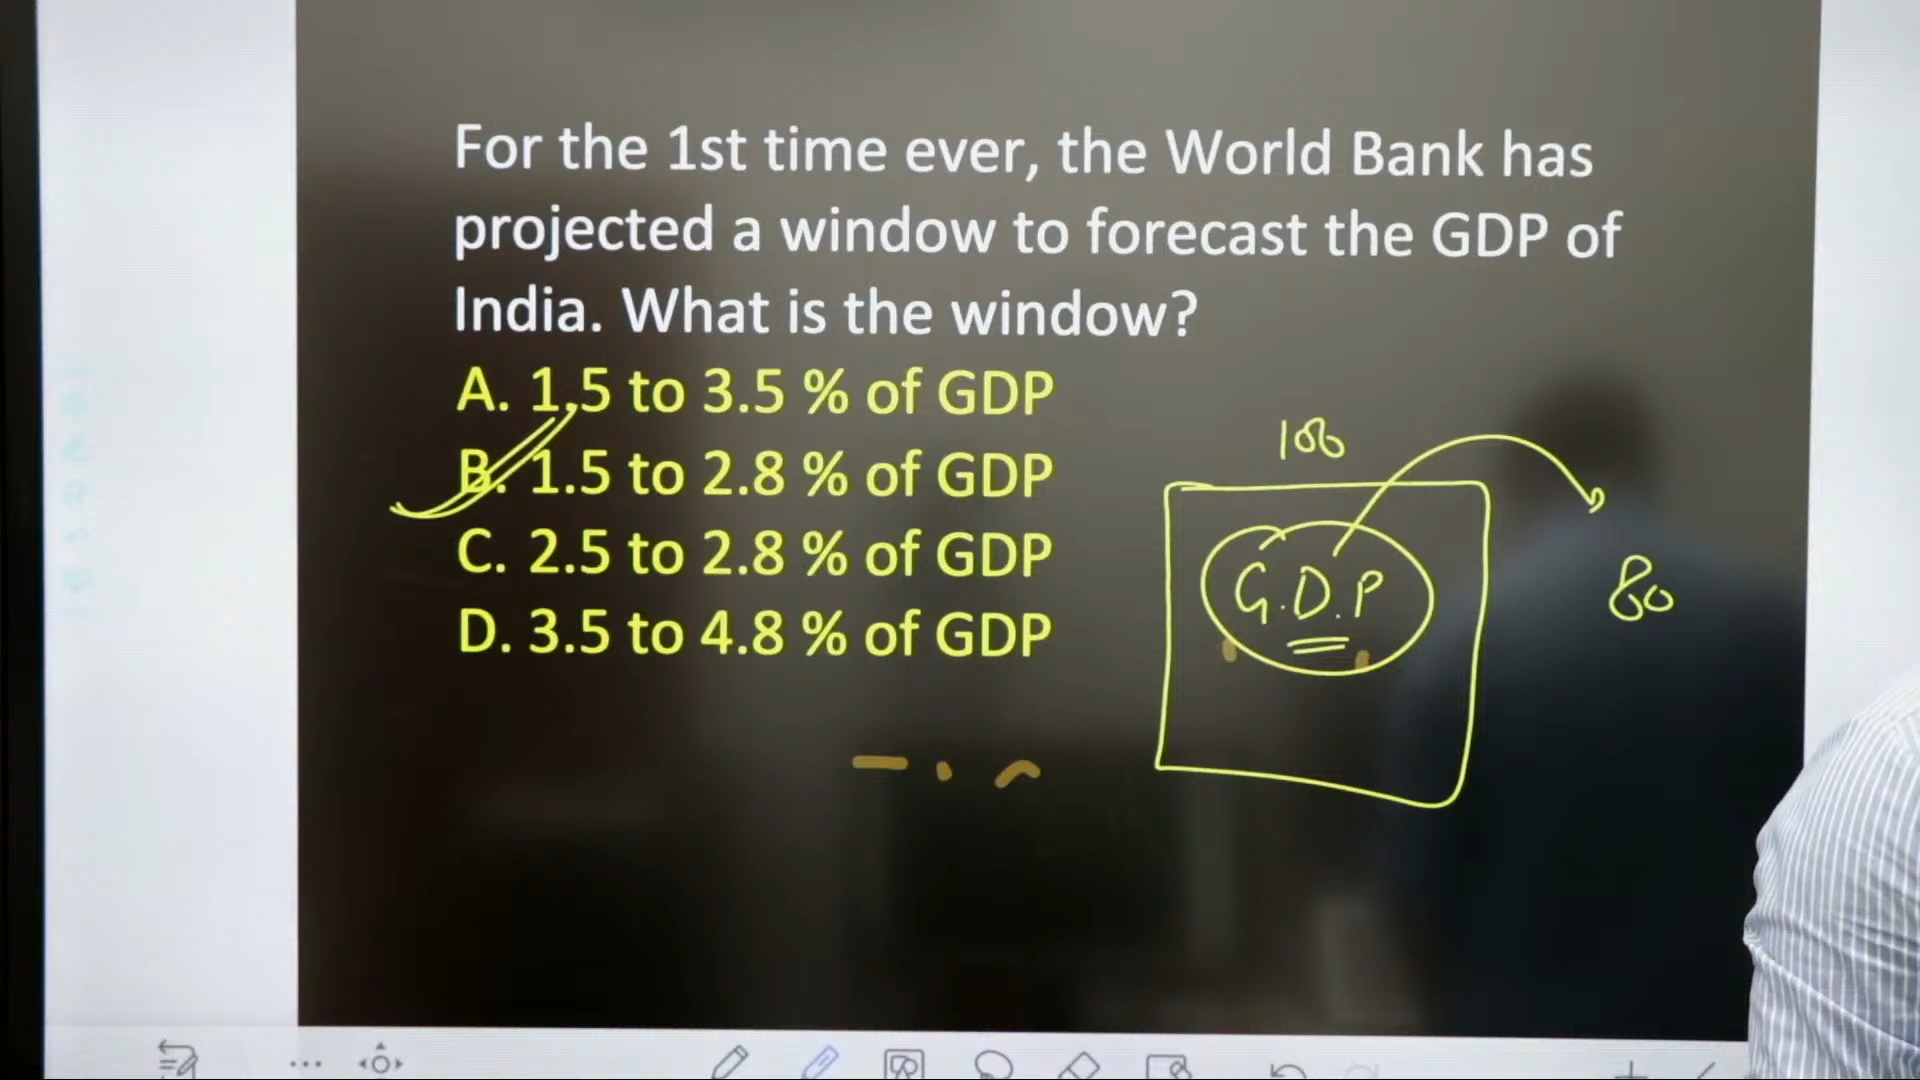 For the 1st time ever, the World Bank has
projected a window to forecast the GDP of
India. What is the window?
A. 1.5 to 3.5 % of GDP
B. 1.5 to 2.8 % of GDP
C. 2.5 to 2.8 % of GDP
D. 3.5 to 4.8 % of GDP
100
G.D.P
80